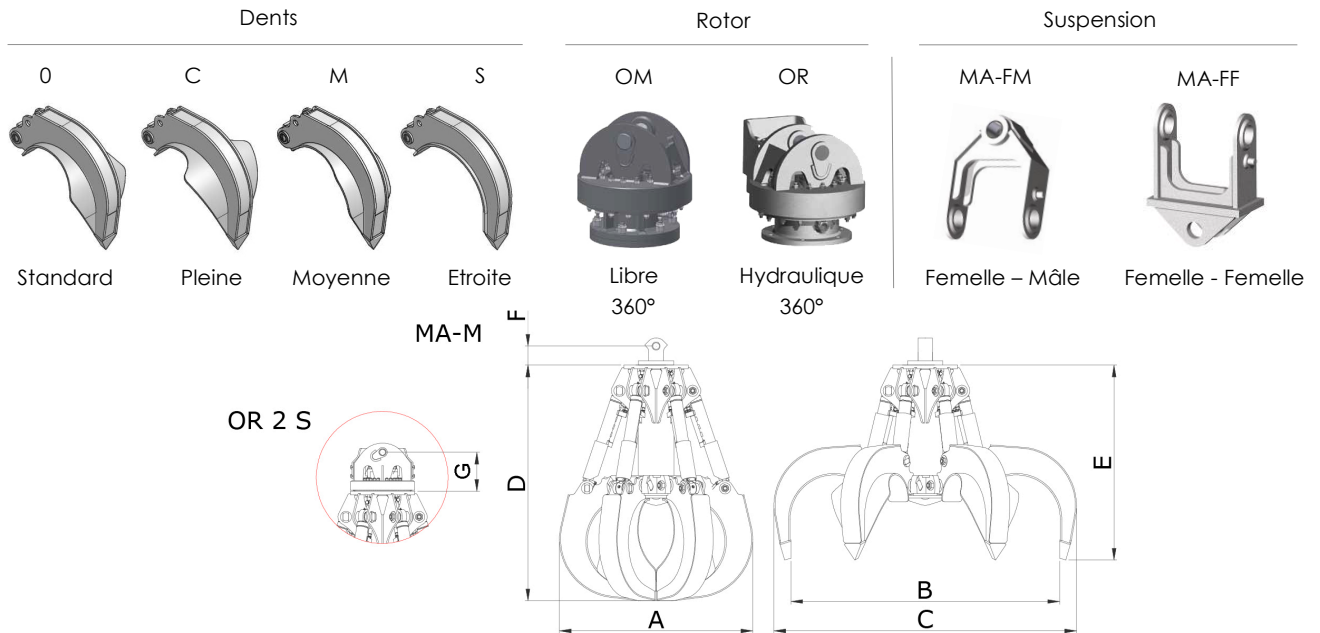 Dents Rotor Suspension
0 C M S OM OR MA-FM MA-FF
Standard Pleine Moyenne Etroite Libre Hydraulique Femelle – Mâle Femelle - Femelle
360° 360°
MA-M F
OR 2 S
G D E
B
A C